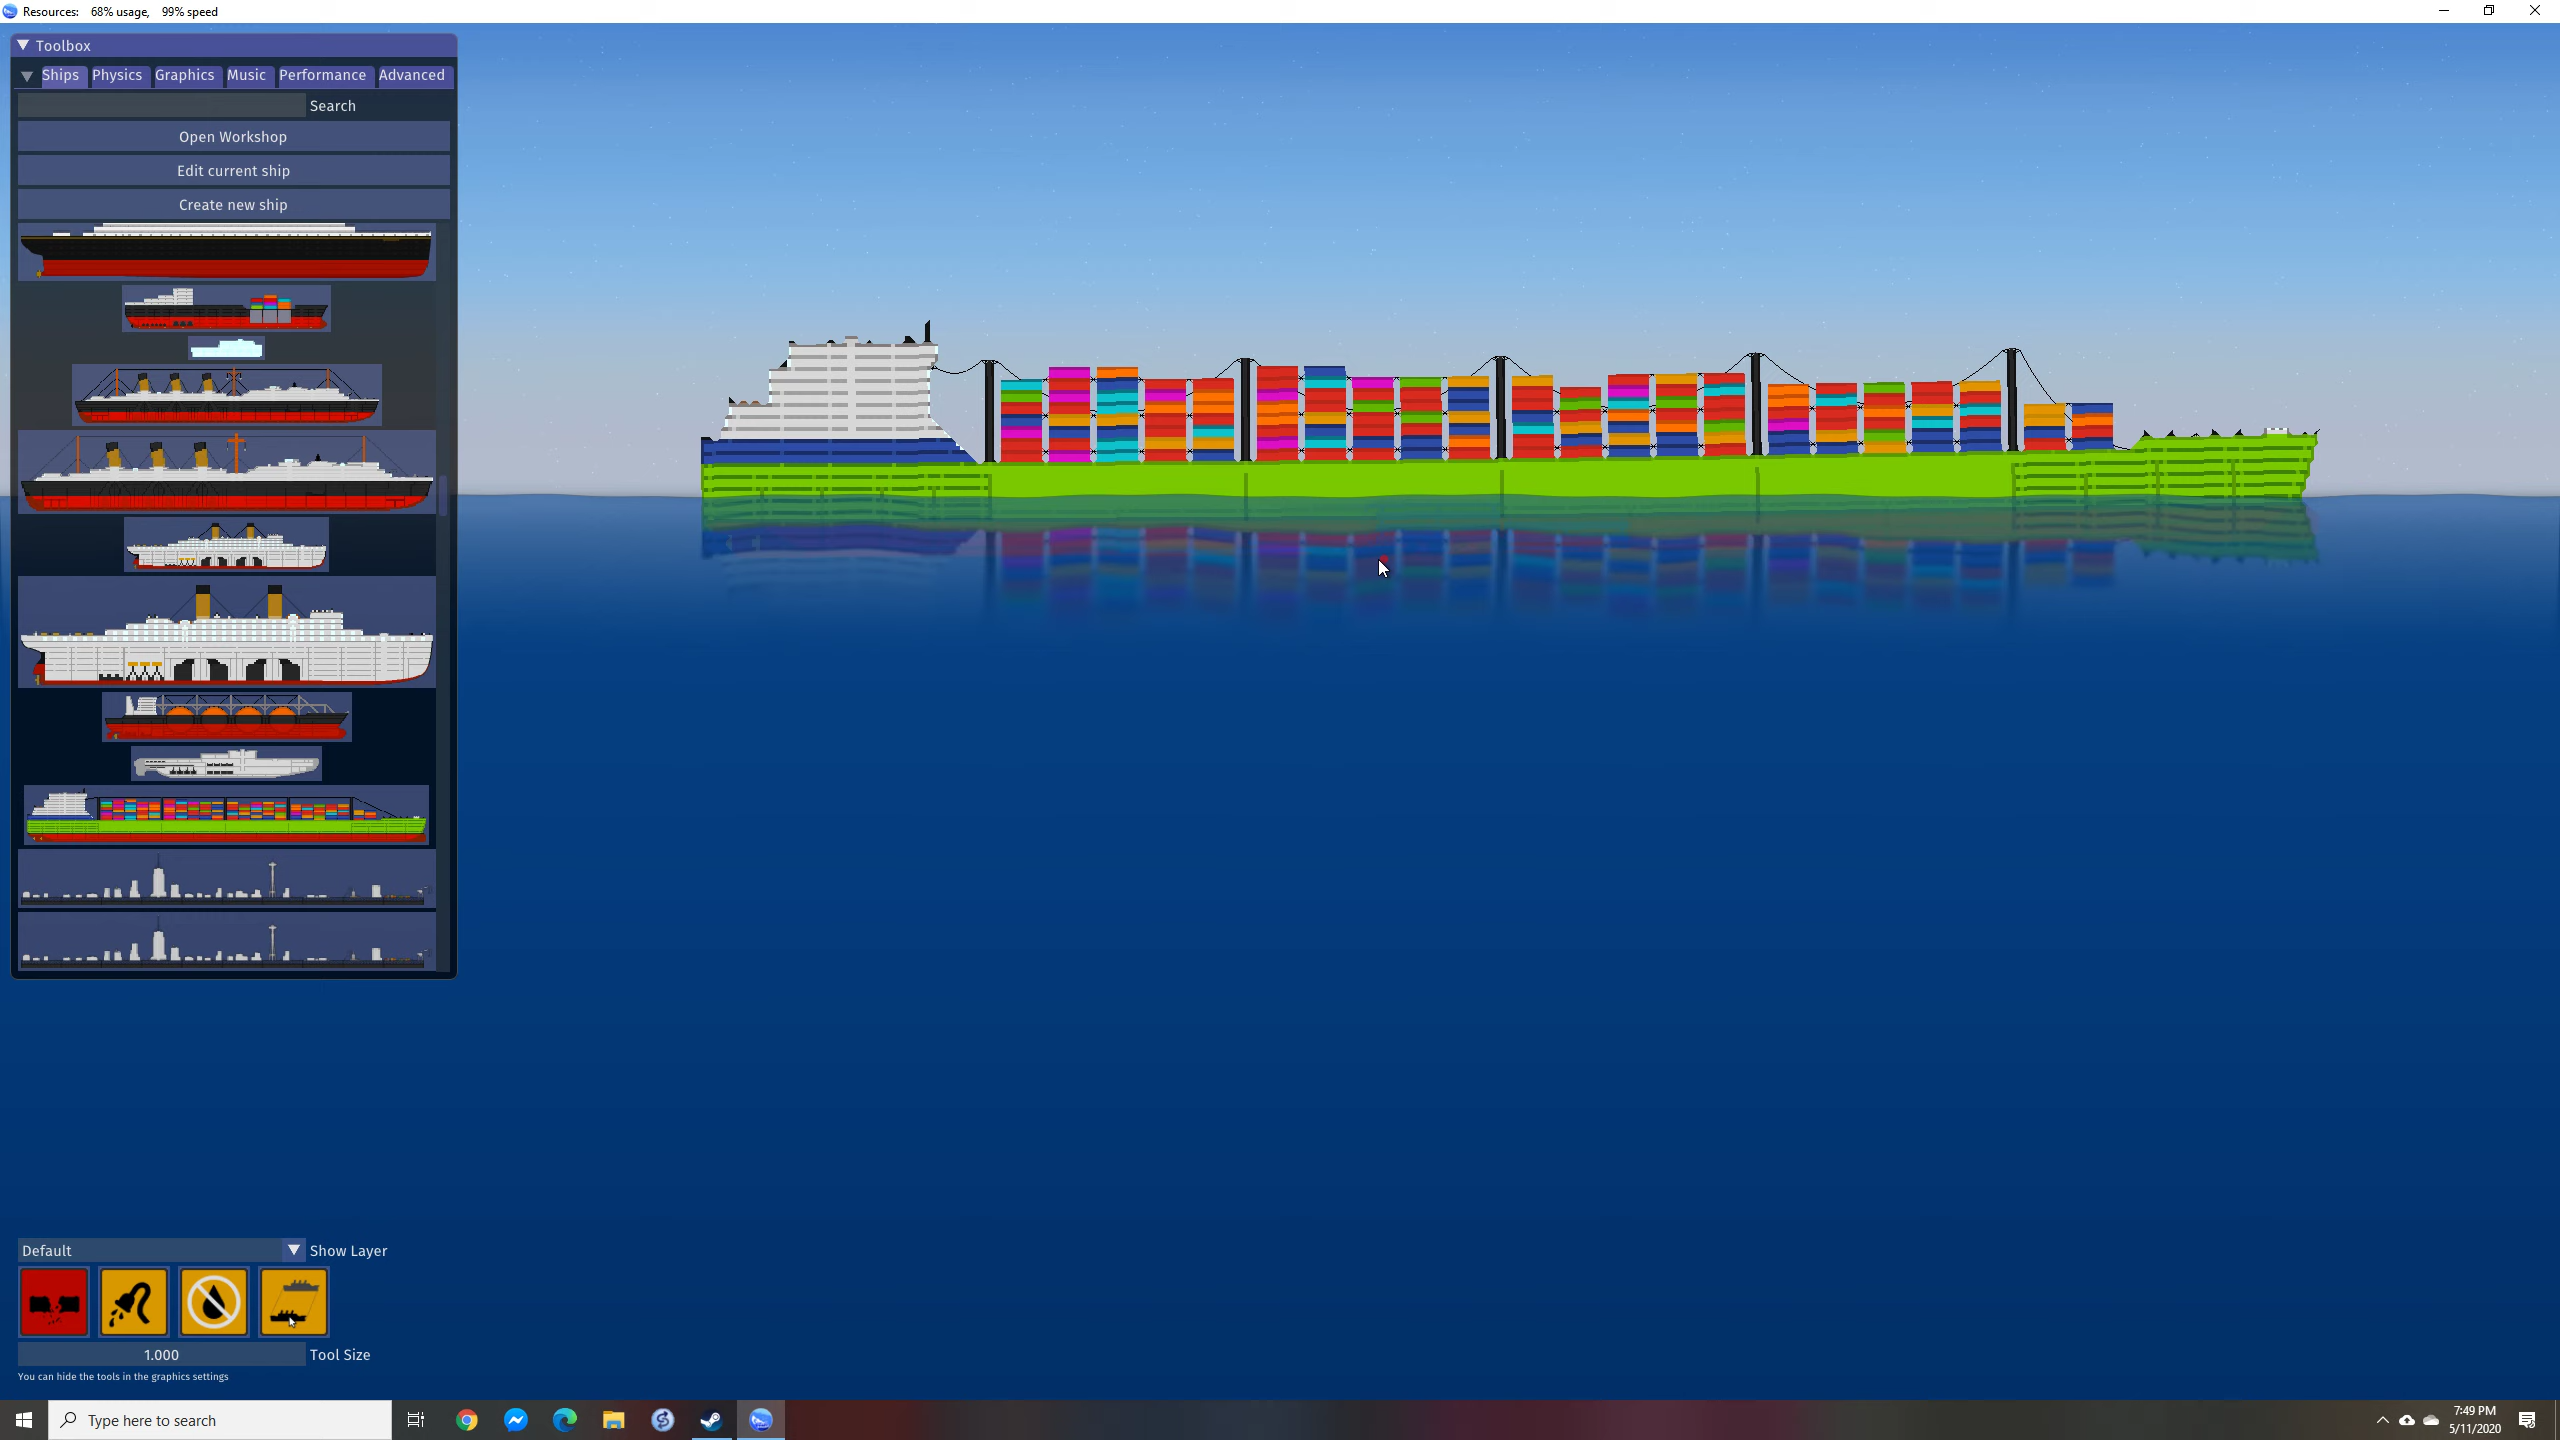 Resources: 68% usage, 99% speed
Toolbox
Ships Physics Graphics Music Performance Advanced
Search
Open Workshop
Edit current ship
Create new ship
Default Show Layer
1.000 Tool Size
You can hide the tools in the graphics settings
Type here to search
7:49 PM
5/11/2020